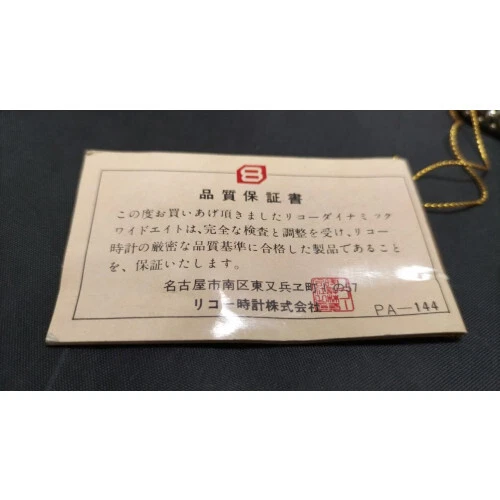 8
品質保証書
この度お買いあげ頂きましたリコーダイナミック
ワイドエイトは、完全な検査と調整を受け、リコー
時計の厳密な品質基準に合格した製品であること
を、保証いたします。
名古屋市南区東又兵ヱ町 の57
リコー時計株式会社
PA-144